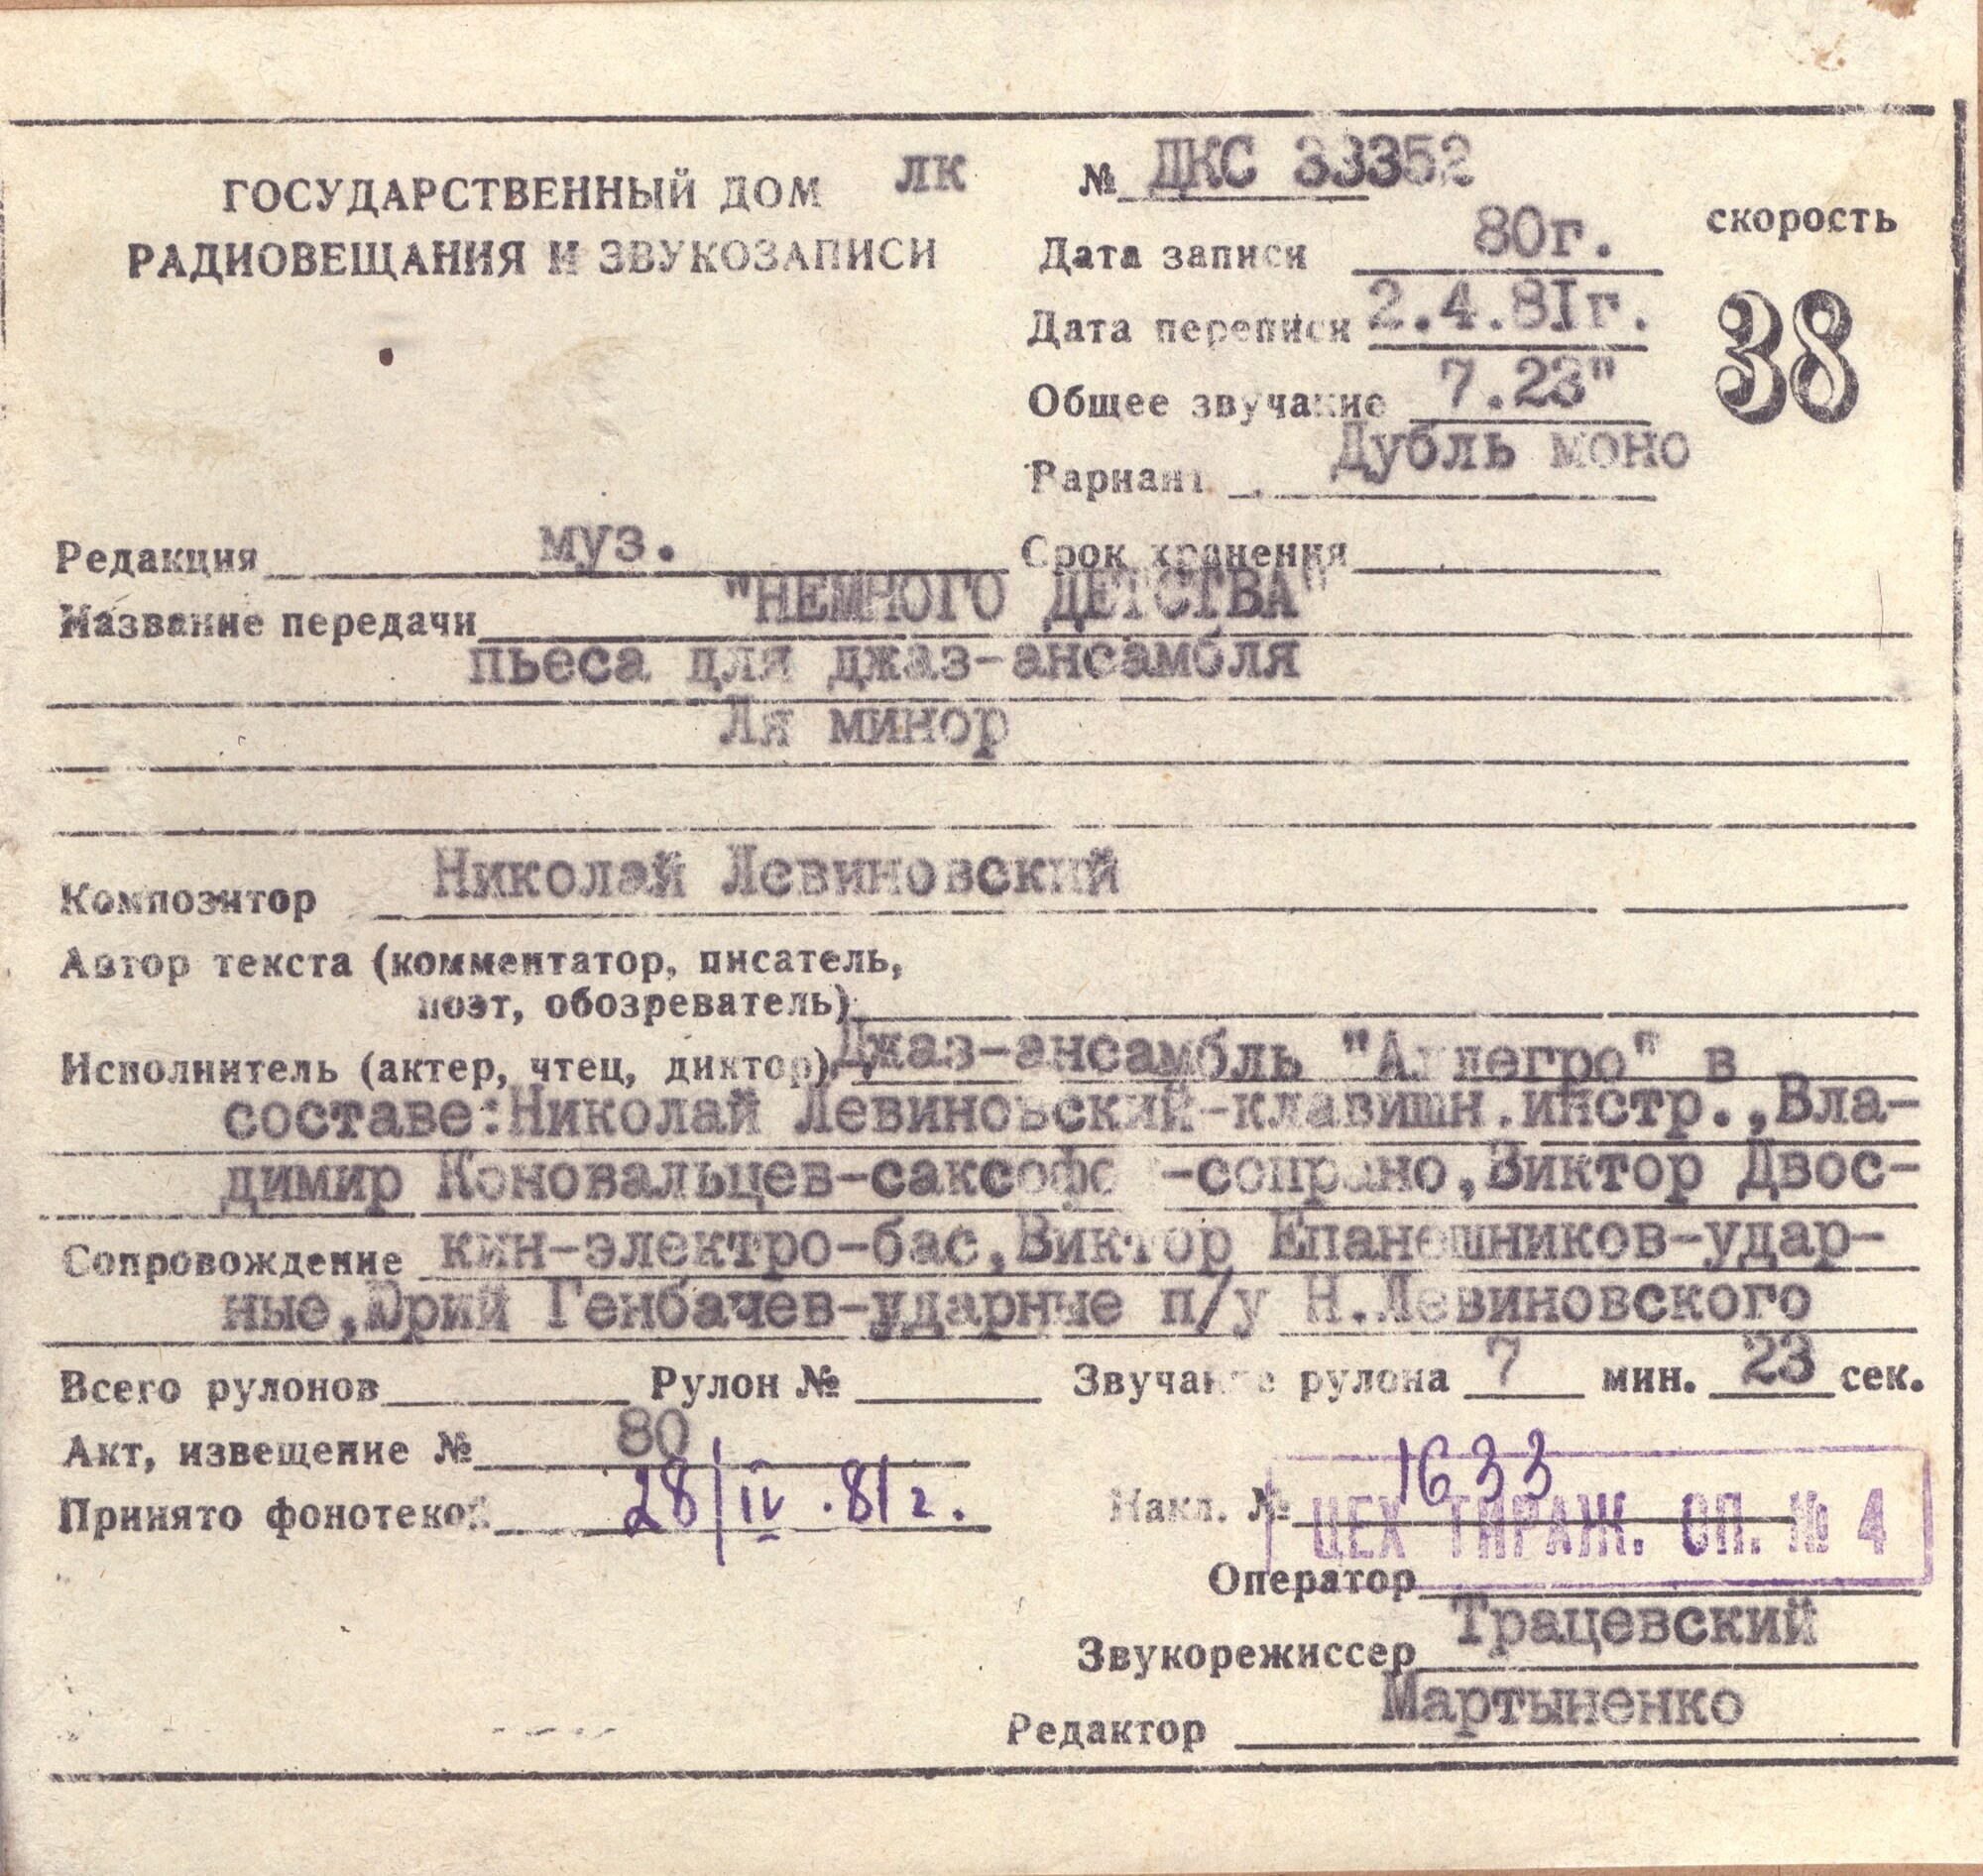 ГОСУДАРСТВЕННЫЙ ДОМ ЛК
РАДИОВЕЩАНИЯ И ЗВУКОЗАПИСИ
№ ДКС 33352
скорость
38
Дата записи 80г.
Дата переписи 2.4.8Iг.
Общее звучание 7.23"
Вариант Дубль моно
Редакция муз. Срок хранения
Название передачи "НЕМНОГО ДЕТСТВА"
пьеса для джаз-ансамбля
Ля минор
Композитор Николай Левиновский
Автор текста (комментатор, писатель,
поэт, обозреватель)
Исполнитель (актер, чтец, диктор) Джаз-ансамбль "Аллегро" в
составе:Николай Левиновский-клавишн.инстр.,Вла-
димир Коновальцев-саксофон-сопрано,Виктор Двос-
Сопровождение кин-электро-бас,Виктор Епанешников-удар-
ные,Юрий Генбачев-ударные п/у Н.Левиновского
Всего рулонов Рулон № Звучание рулона 7 мин. 23 сек.
Акт, извещение № 80
Принято фонотекой 28/IV.81г.
Накл. № 1633
ЦЕХ ТИРАЖ. СП. № 4
Оператор
Звукорежиссер Трацевский
Редактор Мартыненко